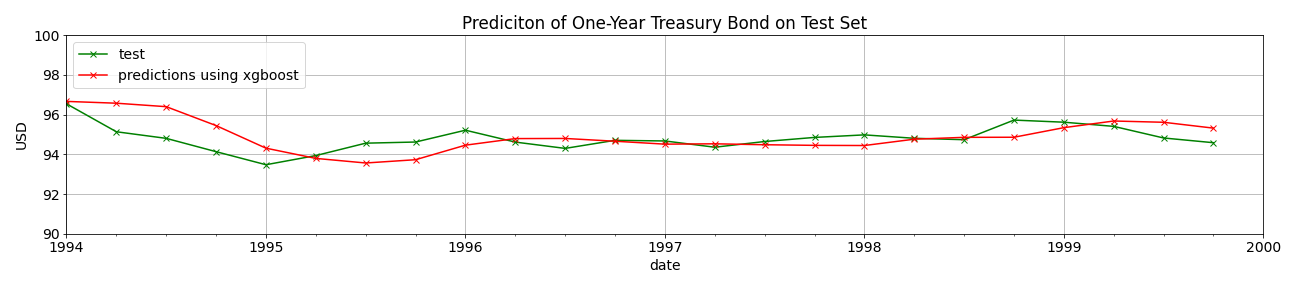 Prediciton of One-Year Treasury Bond on Test Set
100
98
96
94
92
90
USD
test
predictions using xgboost
1994 1995 1996 1997 1998 1999 2000
date